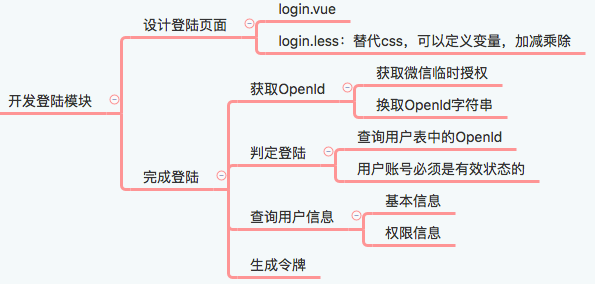 开发登陆模块
设计登陆页面
login.vue
login.less：替代css，可以定义变量，加减乘除
完成登陆
获取OpenId
获取微信临时授权
换取OpenId字符串
判定登陆
查询用户表中的OpenId
用户账号必须是有效状态的
查询用户信息
基本信息
权限信息
生成令牌